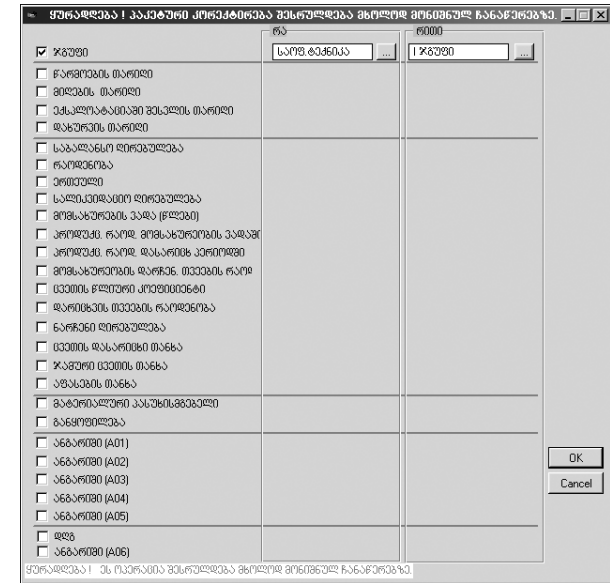 ყურადღება ! პაკეტური კორექტირება შესრულდება მხოლოდ მონიშნულ ჩანაწერებზე.
რა რითი
ჯგუფი საოფ.ტექნიკა ... I ჯგუფი ...
წარმოების თარიღი
მიღების თარიღი
ექსპლოატაციაში შესვლის თარიღი
დახურვის თარიღი
საბალანსო ღირებულება
რაოდენობა
ერთეული
სალიკვიდაციო ღირებულება
მომსახურების ვადა (წლები)
პროდუქც. რაოდ. მომსახურეობის ვადაში
პროდუქც. რაოდ. დასარიცხ პერიოდში
მომსახურეობის დარჩენ. თვეების რაოდ
ცვეთის წლიური კოეფიციენტი
დარიცხვის თვეების რაოდენობა
ნარჩენი ღირებულება
ცვეთის დასარიცხი თანხა
ჯამური ცვეთის თანხა
აფასების თანხა
მატერიალური პასუხისმგებელი
განყოფილება
ანგარიში (A01)
ანგარიში (A02)
OK
ანგარიში (A03)
Cancel
ანგარიში (A04)
ანგარიში (A05)
დღგ
ანგარიში (A06)
ყურადღება ! ეს ოპერაცია შესრულდება მხოლოდ მონიშნულ ჩანაწერებზე.